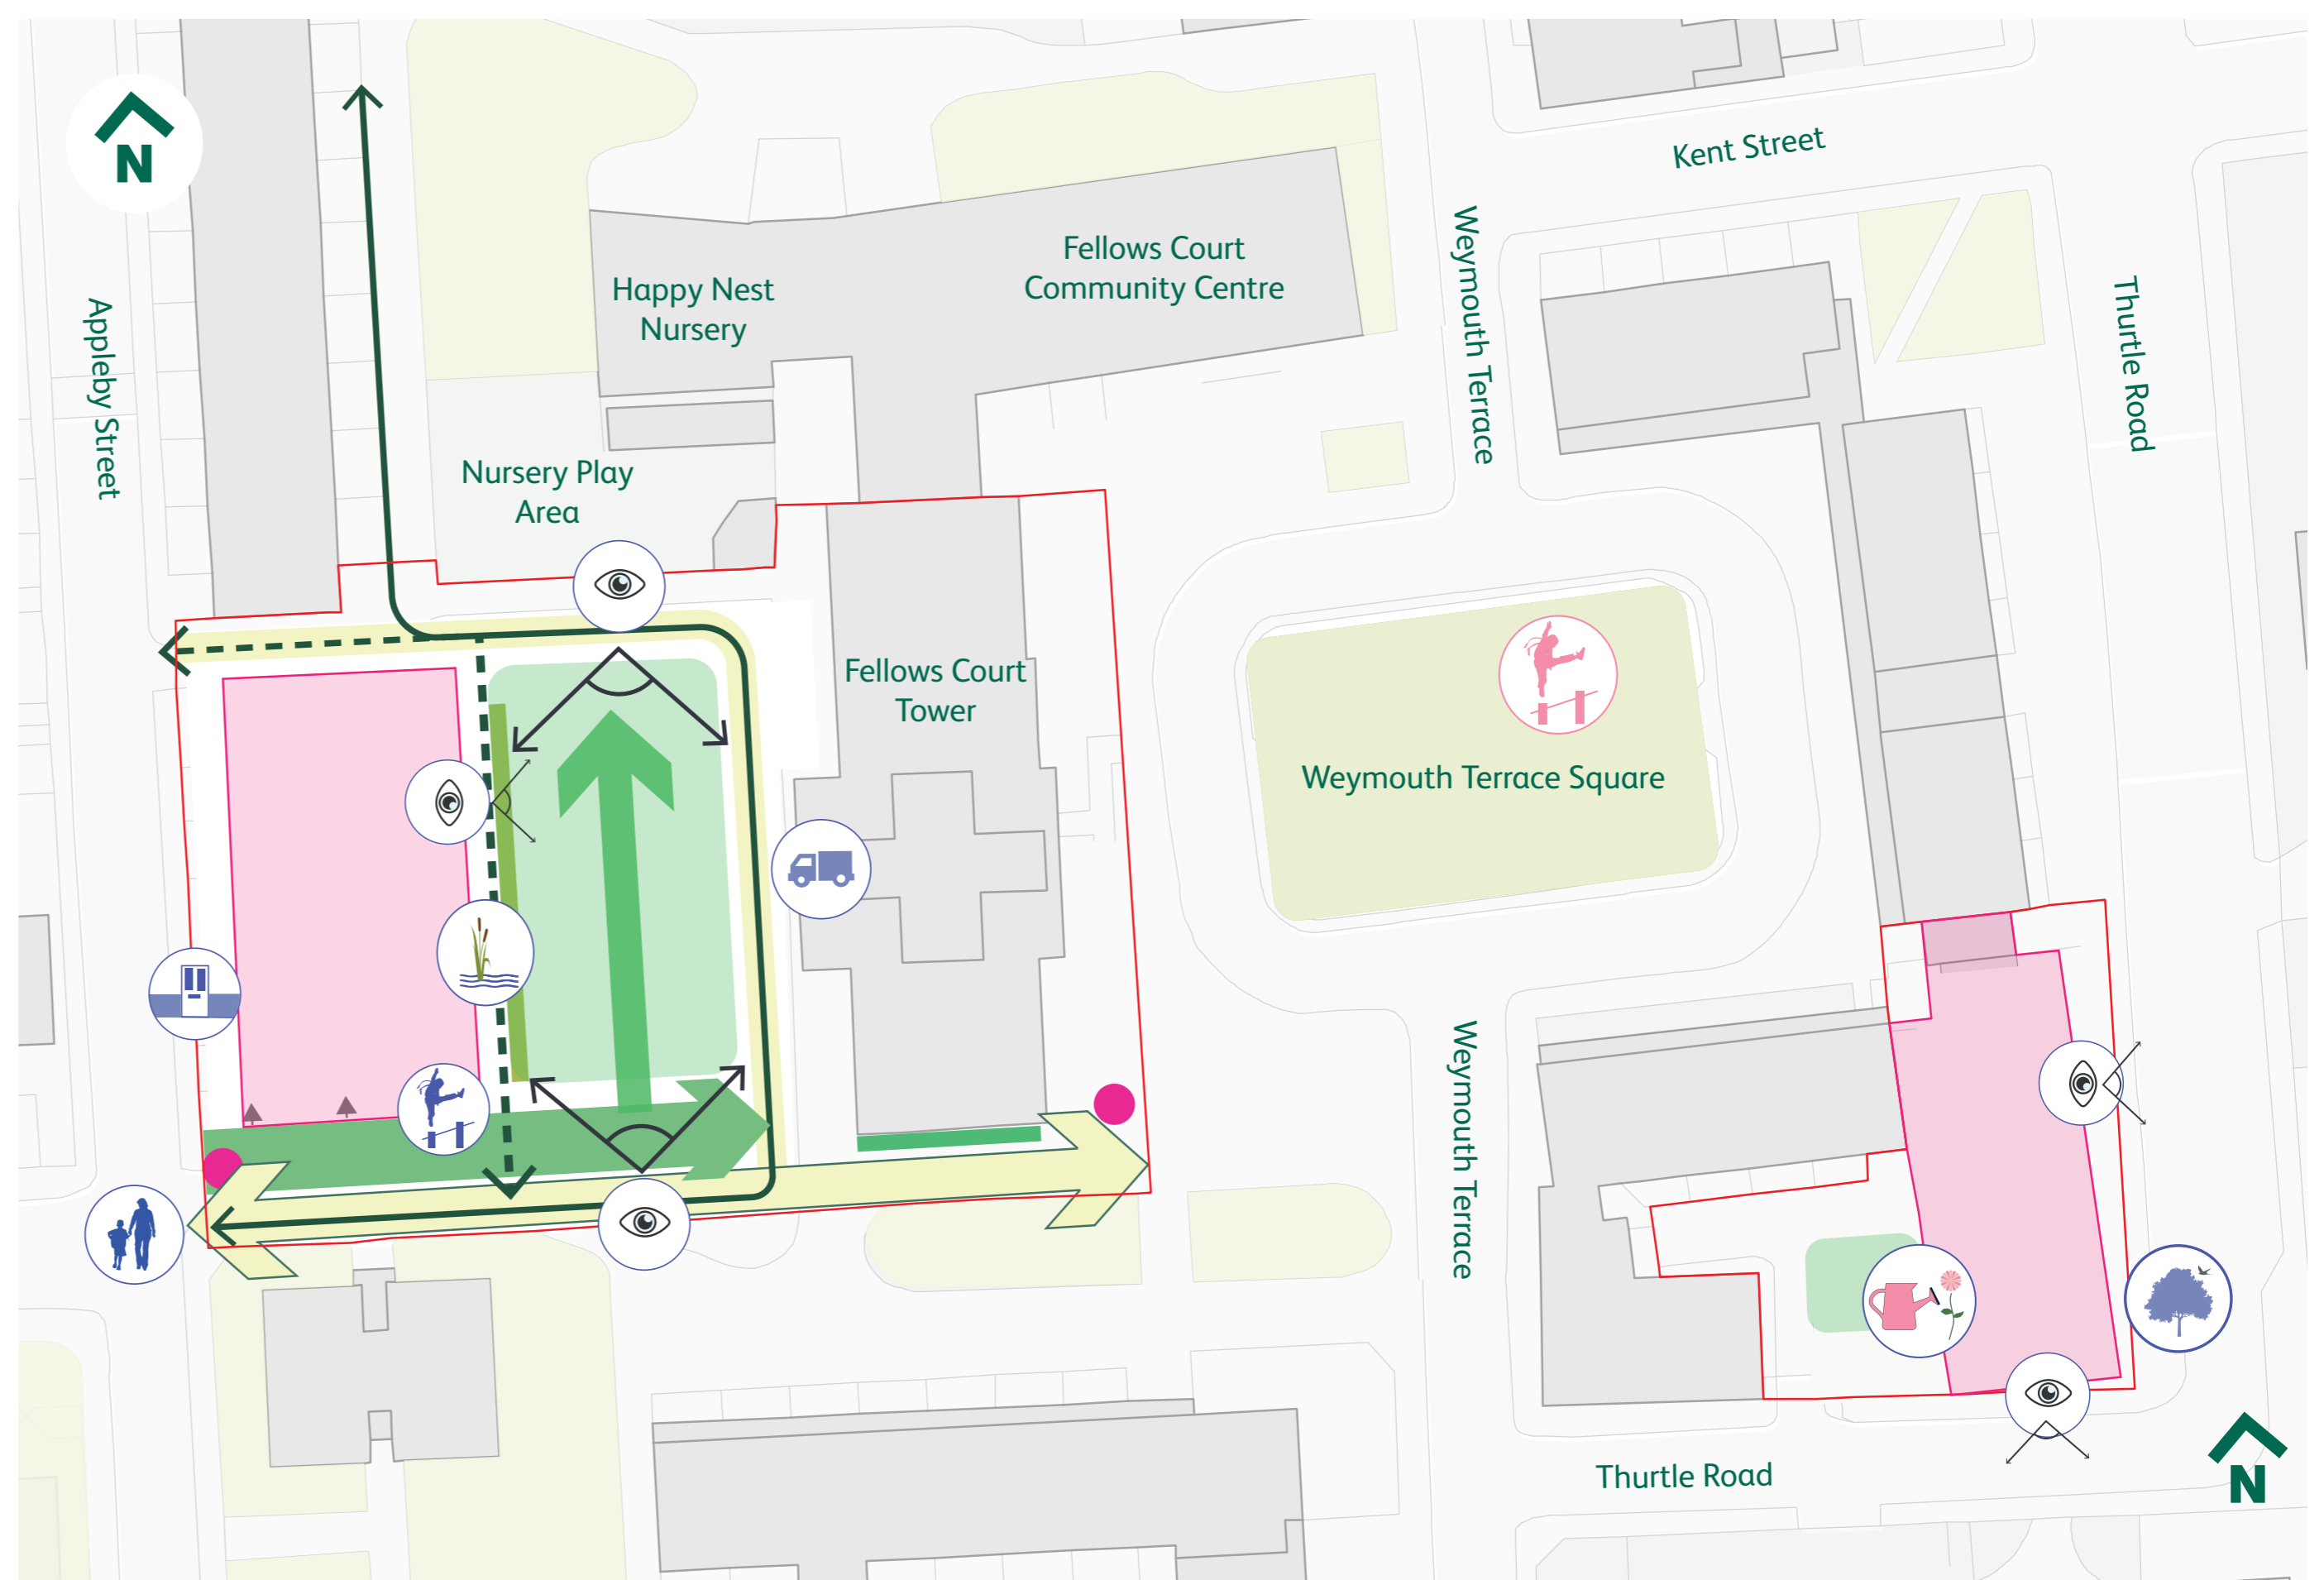 N
Kent Street
Weymouth Terrace
Fellows Court
Community Centre
Happy Nest
Nursery
Thurtle Road
Appleby Street
Nursery Play
Area
Fellows Court
Tower
Weymouth Terrace Square
Weymouth Terrace
Thurtle Road
N